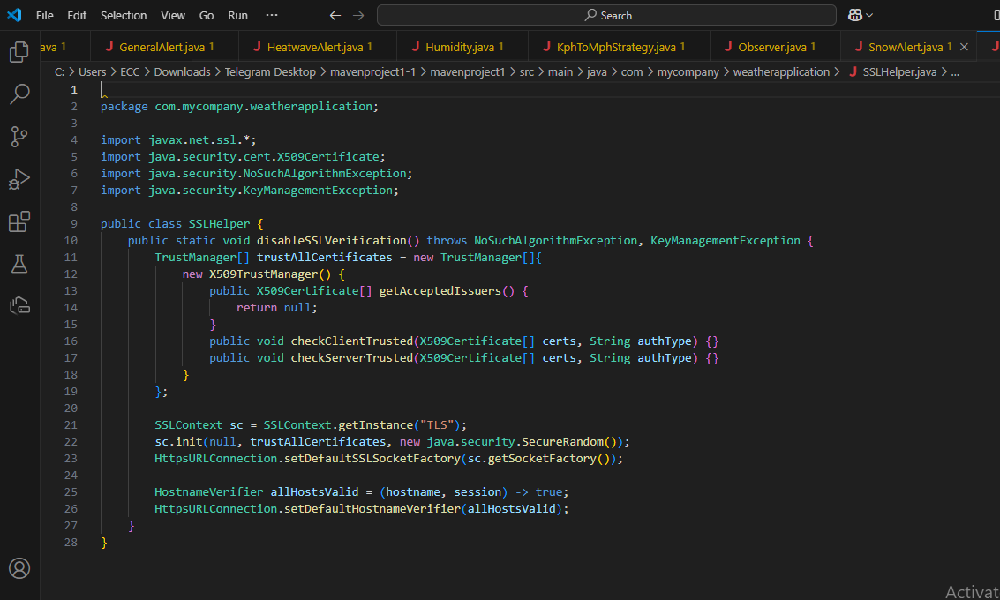 File Edit Selection View Go Run ··· Search
ava 1 J GeneralAlert.java 1 J HeatwaveAlert.java 1 J Humidity.java 1 J KphToMphStrategy.java 1 J Observer.java 1 J SnowAlert.java 1 J
C: > Users > ECC > Downloads > Telegram Desktop > mavenproject1-1 > mavenproject1 > src > main > java > com > mycompany > weatherapplication > J SSLHelper.java > ...
1
2 package com.mycompany.weatherapplication;
3
4 import javax.net.ssl.*;
5 import java.security.cert.X509Certificate;
6 import java.security.NoSuchAlgorithmException;
7 import java.security.KeyManagementException;
8
9 public class SSLHelper {
10     public static void disableSSLVerification() throws NoSuchAlgorithmException, KeyManagementException {
11         TrustManager[] trustAllCertificates = new TrustManager[]{
12             new X509TrustManager() {
13                 public X509Certificate[] getAcceptedIssuers() {
14                     return null;
15                 }
16                 public void checkClientTrusted(X509Certificate[] certs, String authType) {}
17                 public void checkServerTrusted(X509Certificate[] certs, String authType) {}
18             }
19         };
20
21         SSLContext sc = SSLContext.getInstance("TLS");
22         sc.init(null, trustAllCertificates, new java.security.SecureRandom());
23         HttpsURLConnection.setDefaultSSLSocketFactory(sc.getSocketFactory());
24
25         HostnameVerifier allHostsValid = (hostname, session) -> true;
26         HttpsURLConnection.setDefaultHostnameVerifier(allHostsValid);
27     }
28 }
Activat